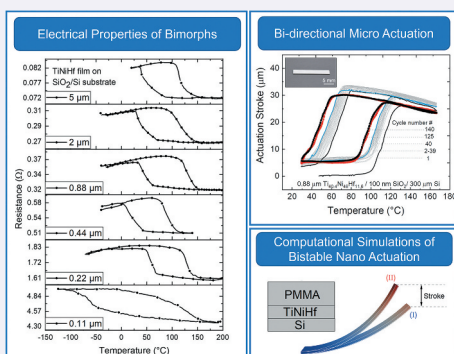 Electrical Properties of Bimorphs
TiNiHf film on
SiO2/Si substrate
0.082
0.077
0.072
5 µm
0.31
0.29
0.27
2 µm
0.37
0.34
0.32
0.88 µm
0.58
0.54
0.51
0.44 µm
1.83
1.72
1.61
0.22 µm
4.84
4.57
4.30
0.11 µm
Resistance (Ω)
-150 -100 -50 0 50 100 150 200
Temperature (°C)
Bi-directional Micro Actuation
5 mm
Actuation Stroke (µm)
40
30
20
10
0
Cycle number #
140
125
40
2-39
1
20 40 60 80 100 120 140 160 180
Temperature (°C)
Computational Simulations of
Bistable Nano Actuation
PMMA
TiNiHf
Si
(II)
Stroke
(I)